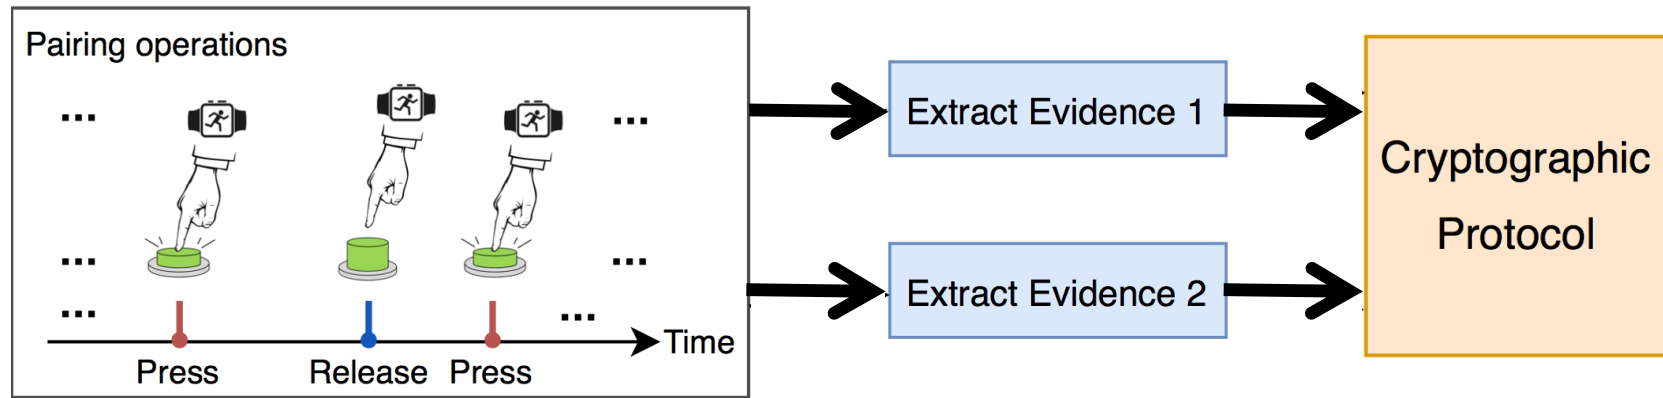 Pairing operations
... ...
... ...
... ...
Time
Press Release Press
Extract Evidence 1
Extract Evidence 2
Cryptographic
Protocol